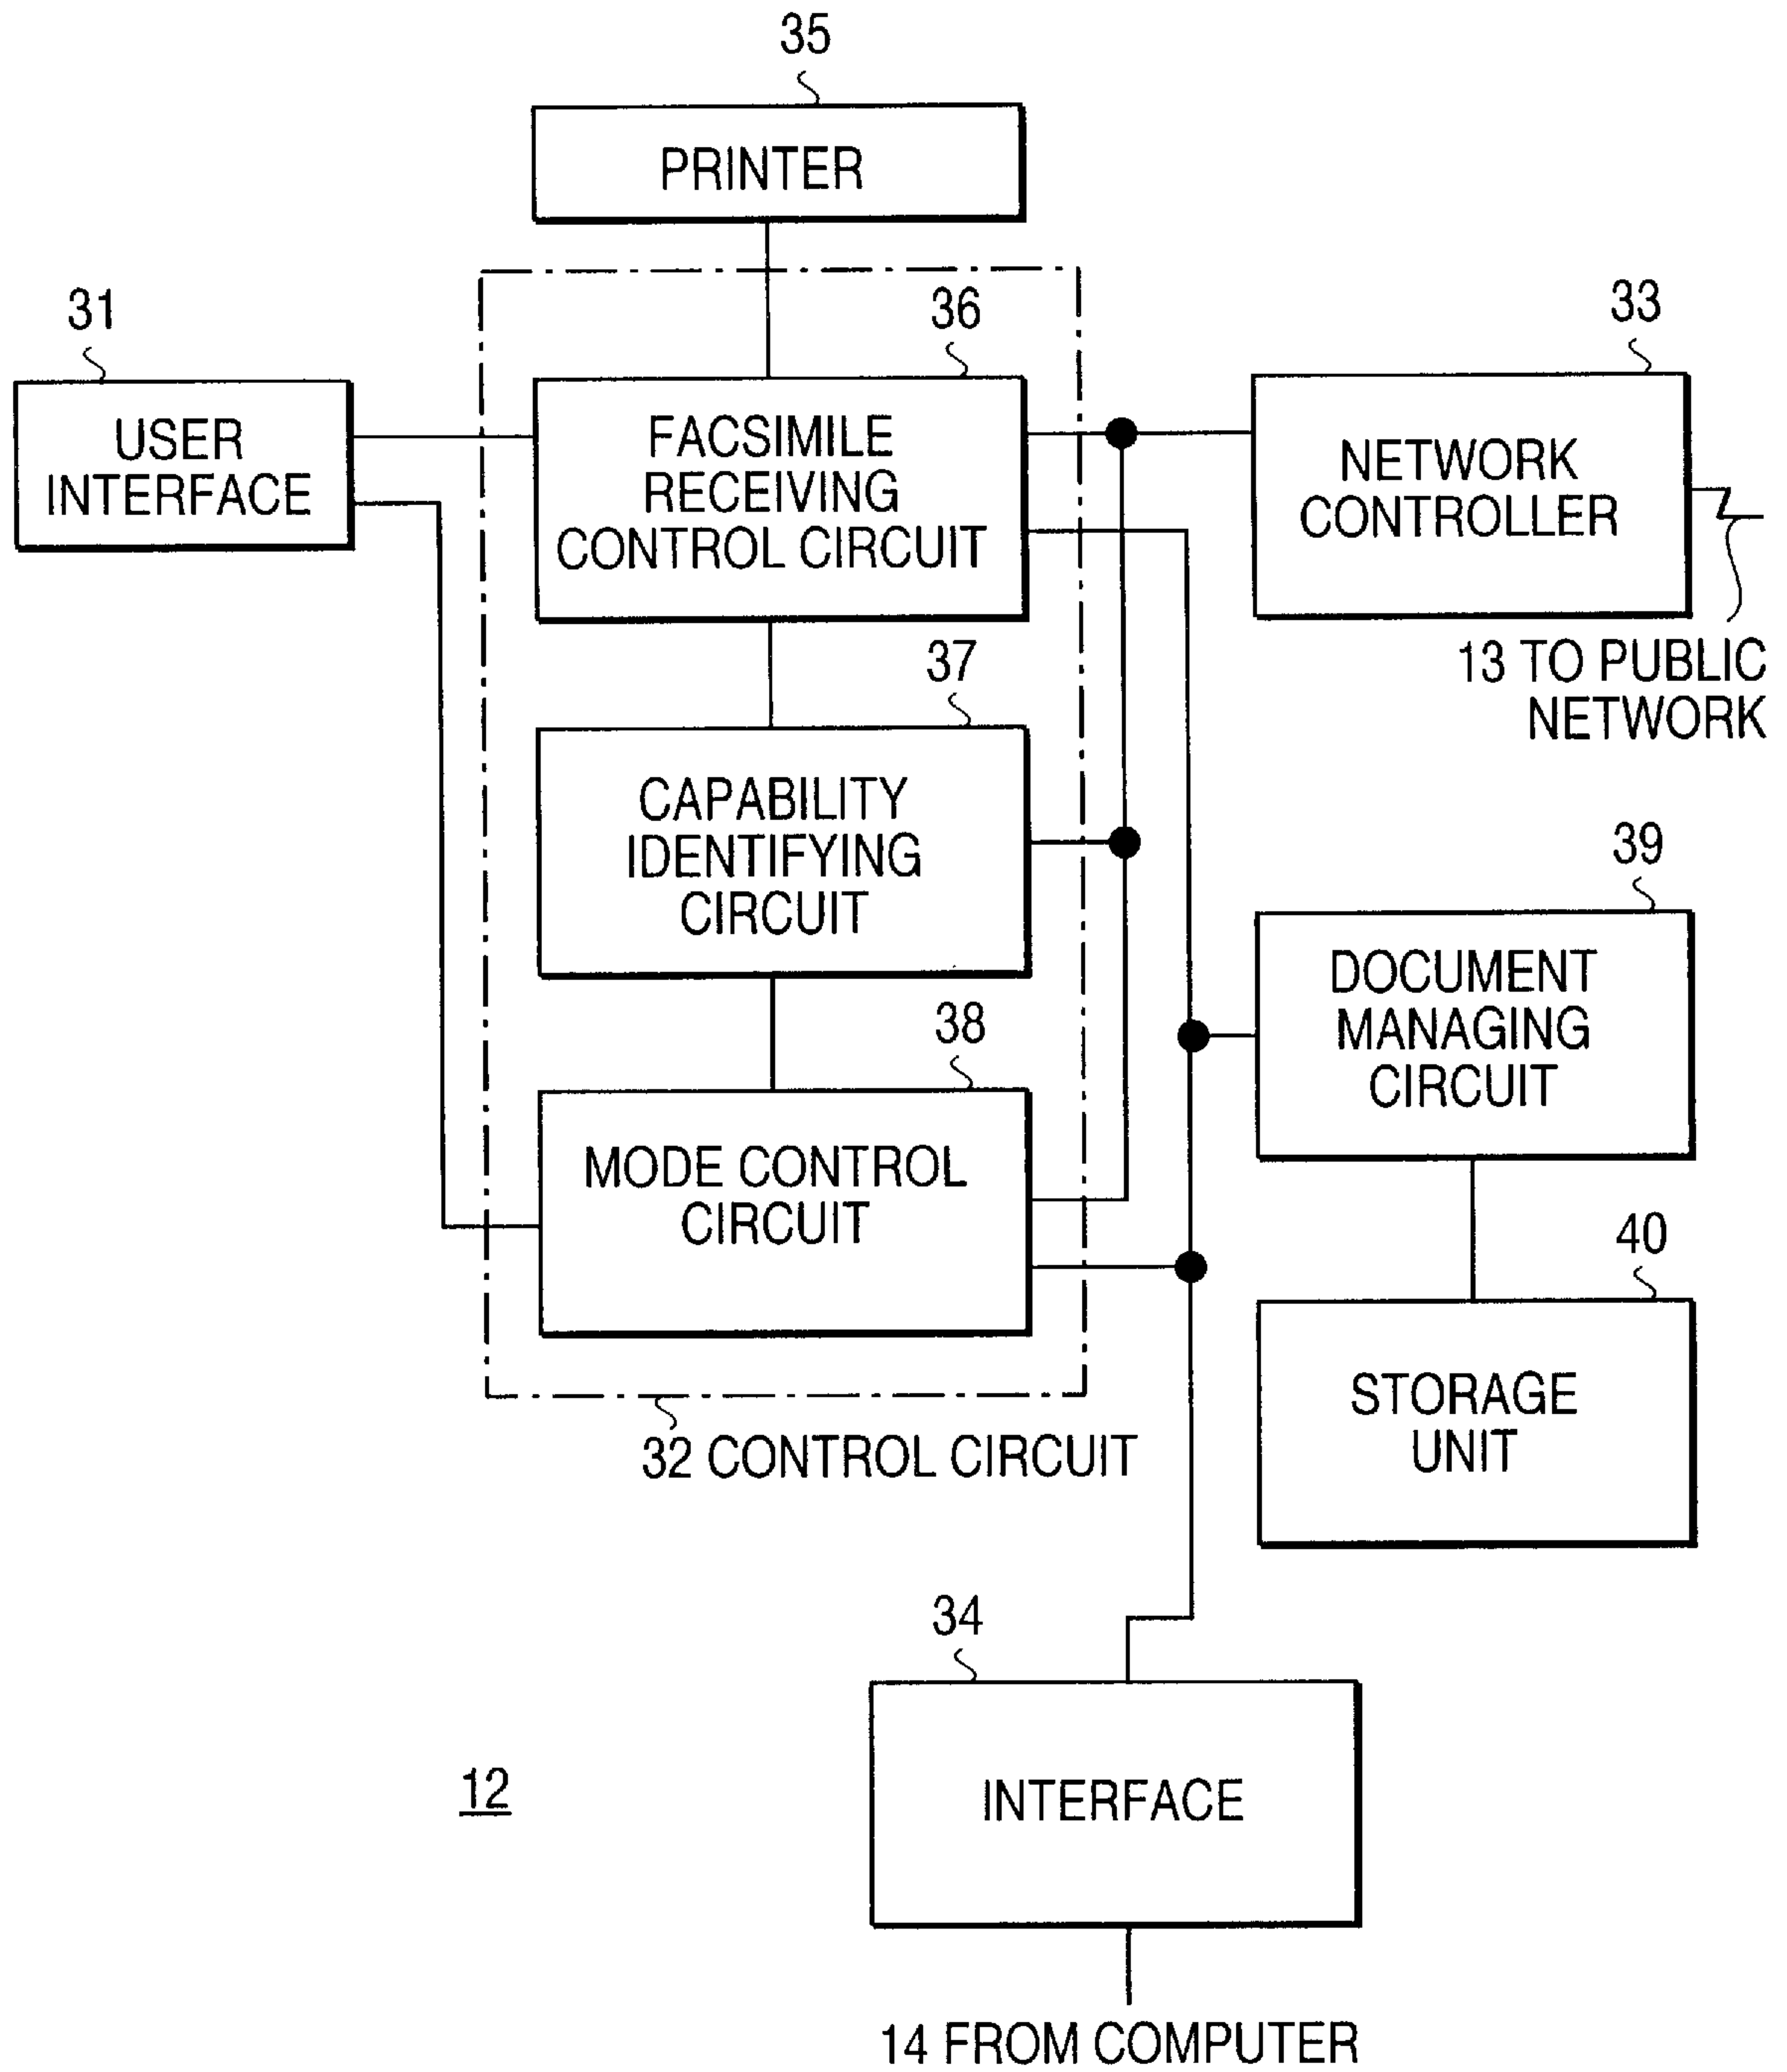 35
PRINTER
31
USER
INTERFACE
36
FACSIMILE
RECEIVING
CONTROL CIRCUIT
33
NETWORK
CONTROLLER
13 TO PUBLIC
NETWORK
37
CAPABILITY
IDENTIFYING
CIRCUIT
39
DOCUMENT
MANAGING
CIRCUIT
38
MODE CONTROL
CIRCUIT
40
STORAGE
UNIT
32 CONTROL CIRCUIT
34
INTERFACE
12
14 FROM COMPUTER